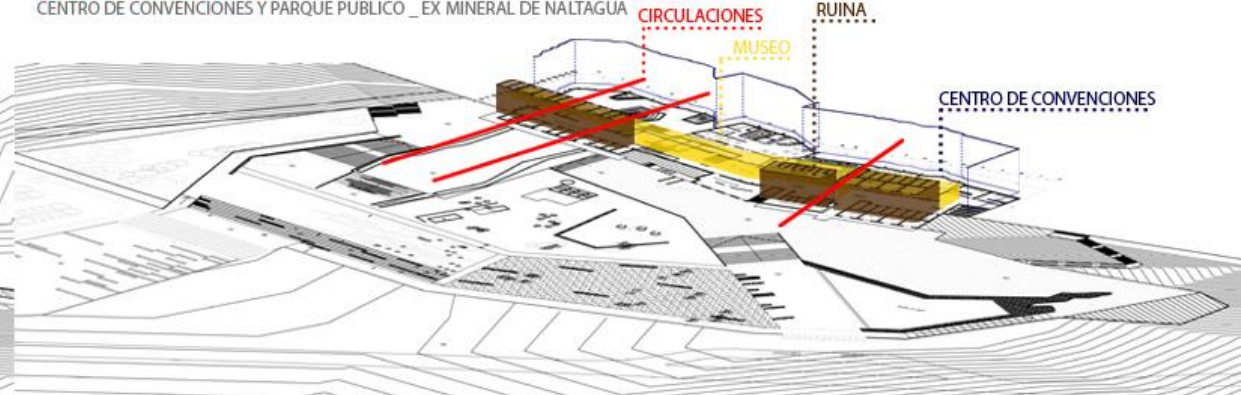 CENTRO DE CONVENCIONES Y PARQUE PUBLICO _ EX MINERAL DE NALTAGUA
CIRCULACIONES
RUINA
MUSEO
CENTRO DE CONVENCIONES